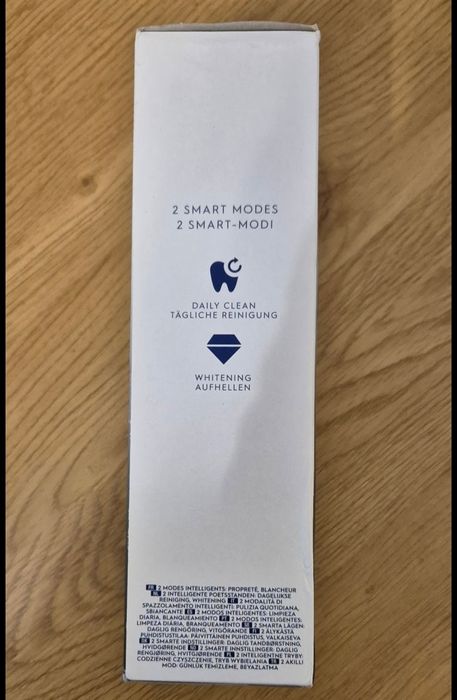 2 SMART MODES
2 SMART-MODI
DAILY CLEAN
TÄGLICHE REINIGUNG
WHITENING
AUFHELLEN
FR 2 MODES INTELLIGENTS: PROPRETÉ, BLANCHEUR
NL 2 INTELLIGENTE POETSSTANDEN: DAGELIJKSE
REINIGING, WHITENING IT 2 MODALITÀ DI
SPAZZOLAMENTO INTELLIGENTI: PULIZIA QUOTIDIANA,
SBIANCANTE ES 2 MODOS INTELIGENTES: LIMPIEZA
DIARIA, BLANQUEAMIENTO PT 2 MODOS INTELIGENTES:
LIMPEZA DIÁRIA, BRANQUEAMENTO SE 2 SMARTA LÄGEN:
DAGLIG RENGÖRING, VITGÖRANDE FI 2 ÄLYKÄSTÄ
PUHDISTUSTILAA: PÄIVITTÄINEN PUHDISTUS, VALKAISEVA
DK 2 SMARTE INDSTILLINGER: DAGLIG TANDBØRSTNING,
HVIDGØRENDE NO 2 SMARTE INNSTILLINGER: DAGLIG
RENGJØRING, HVITGJØRENDE PL 2 INTELIGENTNE TRYBY:
CODZIENNE CZYSZCZENIE, TRYB WYBIELANIA TR 2 AKILLI
MOD: GÜNLÜK TEMİZLEME, BEYAZLATMA